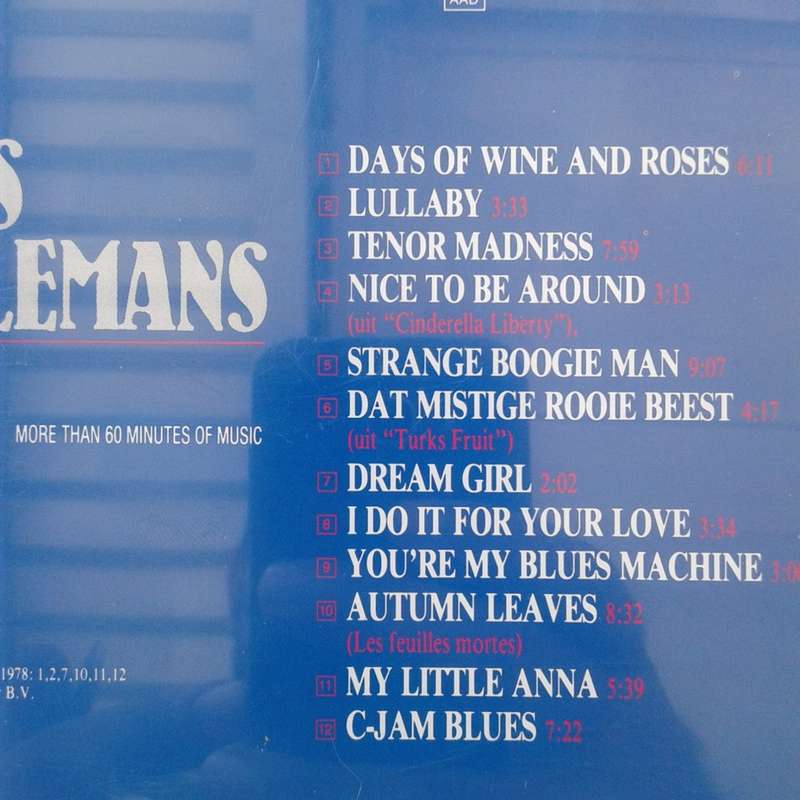 AAD
S
LEMANS
MORE THAN 60 MINUTES OF MUSIC
1 DAYS OF WINE AND ROSES 6:11
2 LULLABY 3:33
3 TENOR MADNESS 7:59
4 NICE TO BE AROUND 3:13
(uit "Cinderella Liberty"),
5 STRANGE BOOGIE MAN 9:07
6 DAT MISTIGE ROOIE BEEST 4:17
(uit "Turks Fruit")
7 DREAM GIRL 2:02
8 I DO IT FOR YOUR LOVE 3:34
9 YOU'RE MY BLUES MACHINE
10 AUTUMN LEAVES 8:32
(Les feuilles mortes)
11 MY LITTLE ANNA 5:39
12 C-JAM BLUES 7:22
1978: 1,2,7,10,11,12
B.V.